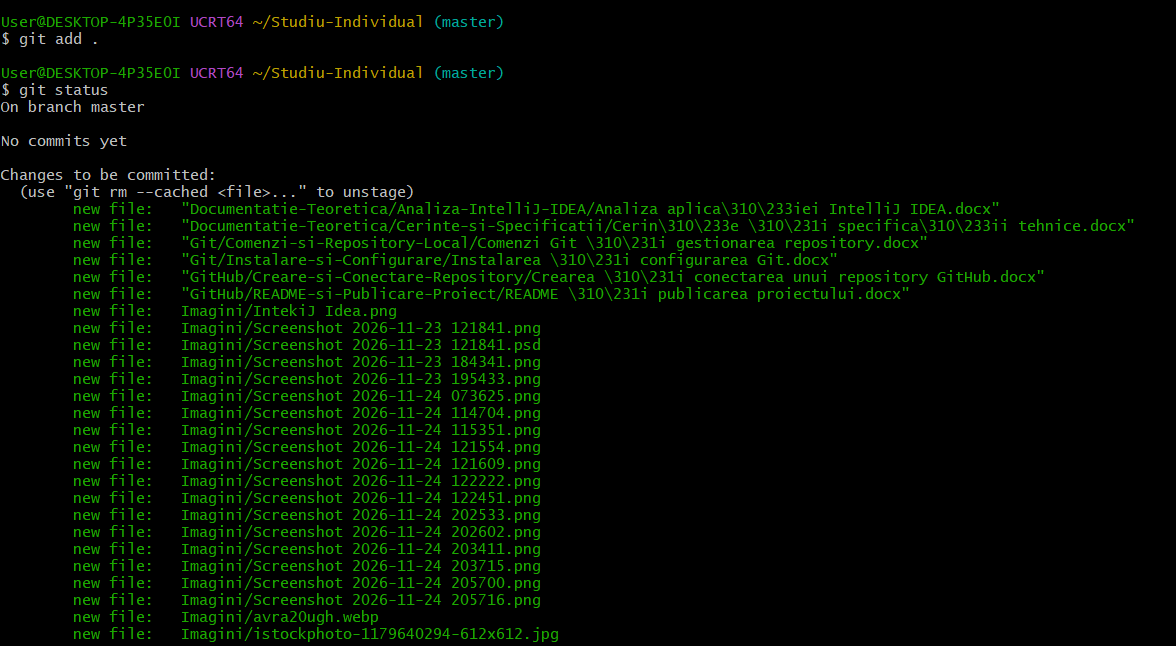 User@DESKTOP-4P35EOI UCRT64 ~/Studiu-Individual (master)
$ git add .
User@DESKTOP-4P35EOI UCRT64 ~/Studiu-Individual (master)
$ git status
On branch master
No commits yet
Changes to be committed:
  (use "git rm --cached <file>..." to unstage)
        new file:   "Documentatie-Teoretica/Analiza-IntelliJ-IDEA/Analiza aplica\310\233iei IntelliJ IDEA.docx"
        new file:   "Documentatie-Teoretica/Cerinte-si-Specificatii/Cerin\310\233e \310\231i specifica\310\233ii tehnice.docx"
        new file:   "Git/Comenzi-si-Repository-Local/Comenzi Git \310\231i gestionarea repository.docx"
        new file:   "Git/Instalare-si-Configurare/Instalarea \310\231i configurarea Git.docx"
        new file:   "GitHub/Creare-si-Conectare-Repository/Crearea \310\231i conectarea unui repository GitHub.docx"
        new file:   "GitHub/README-si-Publicare-Proiect/README \310\231i publicarea proiectului.docx"
        new file:   Imagini/IntekiJ Idea.png
        new file:   Imagini/Screenshot 2026-11-23 121841.png
        new file:   Imagini/Screenshot 2026-11-23 121841.psd
        new file:   Imagini/Screenshot 2026-11-23 184341.png
        new file:   Imagini/Screenshot 2026-11-23 195433.png
        new file:   Imagini/Screenshot 2026-11-24 073625.png
        new file:   Imagini/Screenshot 2026-11-24 114704.png
        new file:   Imagini/Screenshot 2026-11-24 115351.png
        new file:   Imagini/Screenshot 2026-11-24 121554.png
        new file:   Imagini/Screenshot 2026-11-24 121609.png
        new file:   Imagini/Screenshot 2026-11-24 122222.png
        new file:   Imagini/Screenshot 2026-11-24 122451.png
        new file:   Imagini/Screenshot 2026-11-24 202533.png
        new file:   Imagini/Screenshot 2026-11-24 202602.png
        new file:   Imagini/Screenshot 2026-11-24 203411.png
        new file:   Imagini/Screenshot 2026-11-24 203715.png
        new file:   Imagini/Screenshot 2026-11-24 205700.png
        new file:   Imagini/Screenshot 2026-11-24 205716.png
        new file:   Imagini/avra20ugh.webp
        new file:   Imagini/istockphoto-1179640294-612x612.jpg